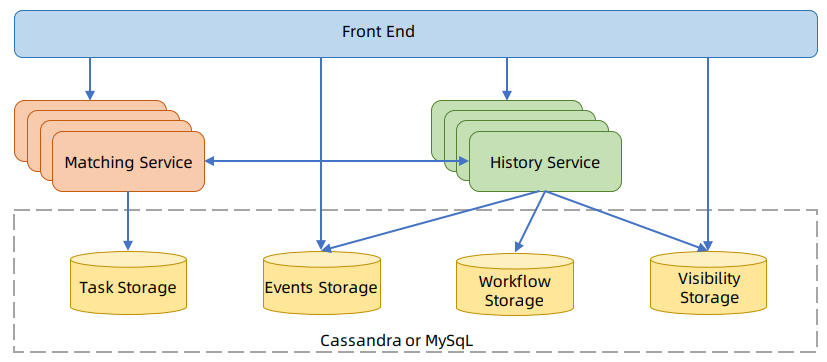 Front End
Matching Service
History Service
Task Storage
Events Storage
Workflow
Storage
Visibility
Storage
Cassandra or MySqL